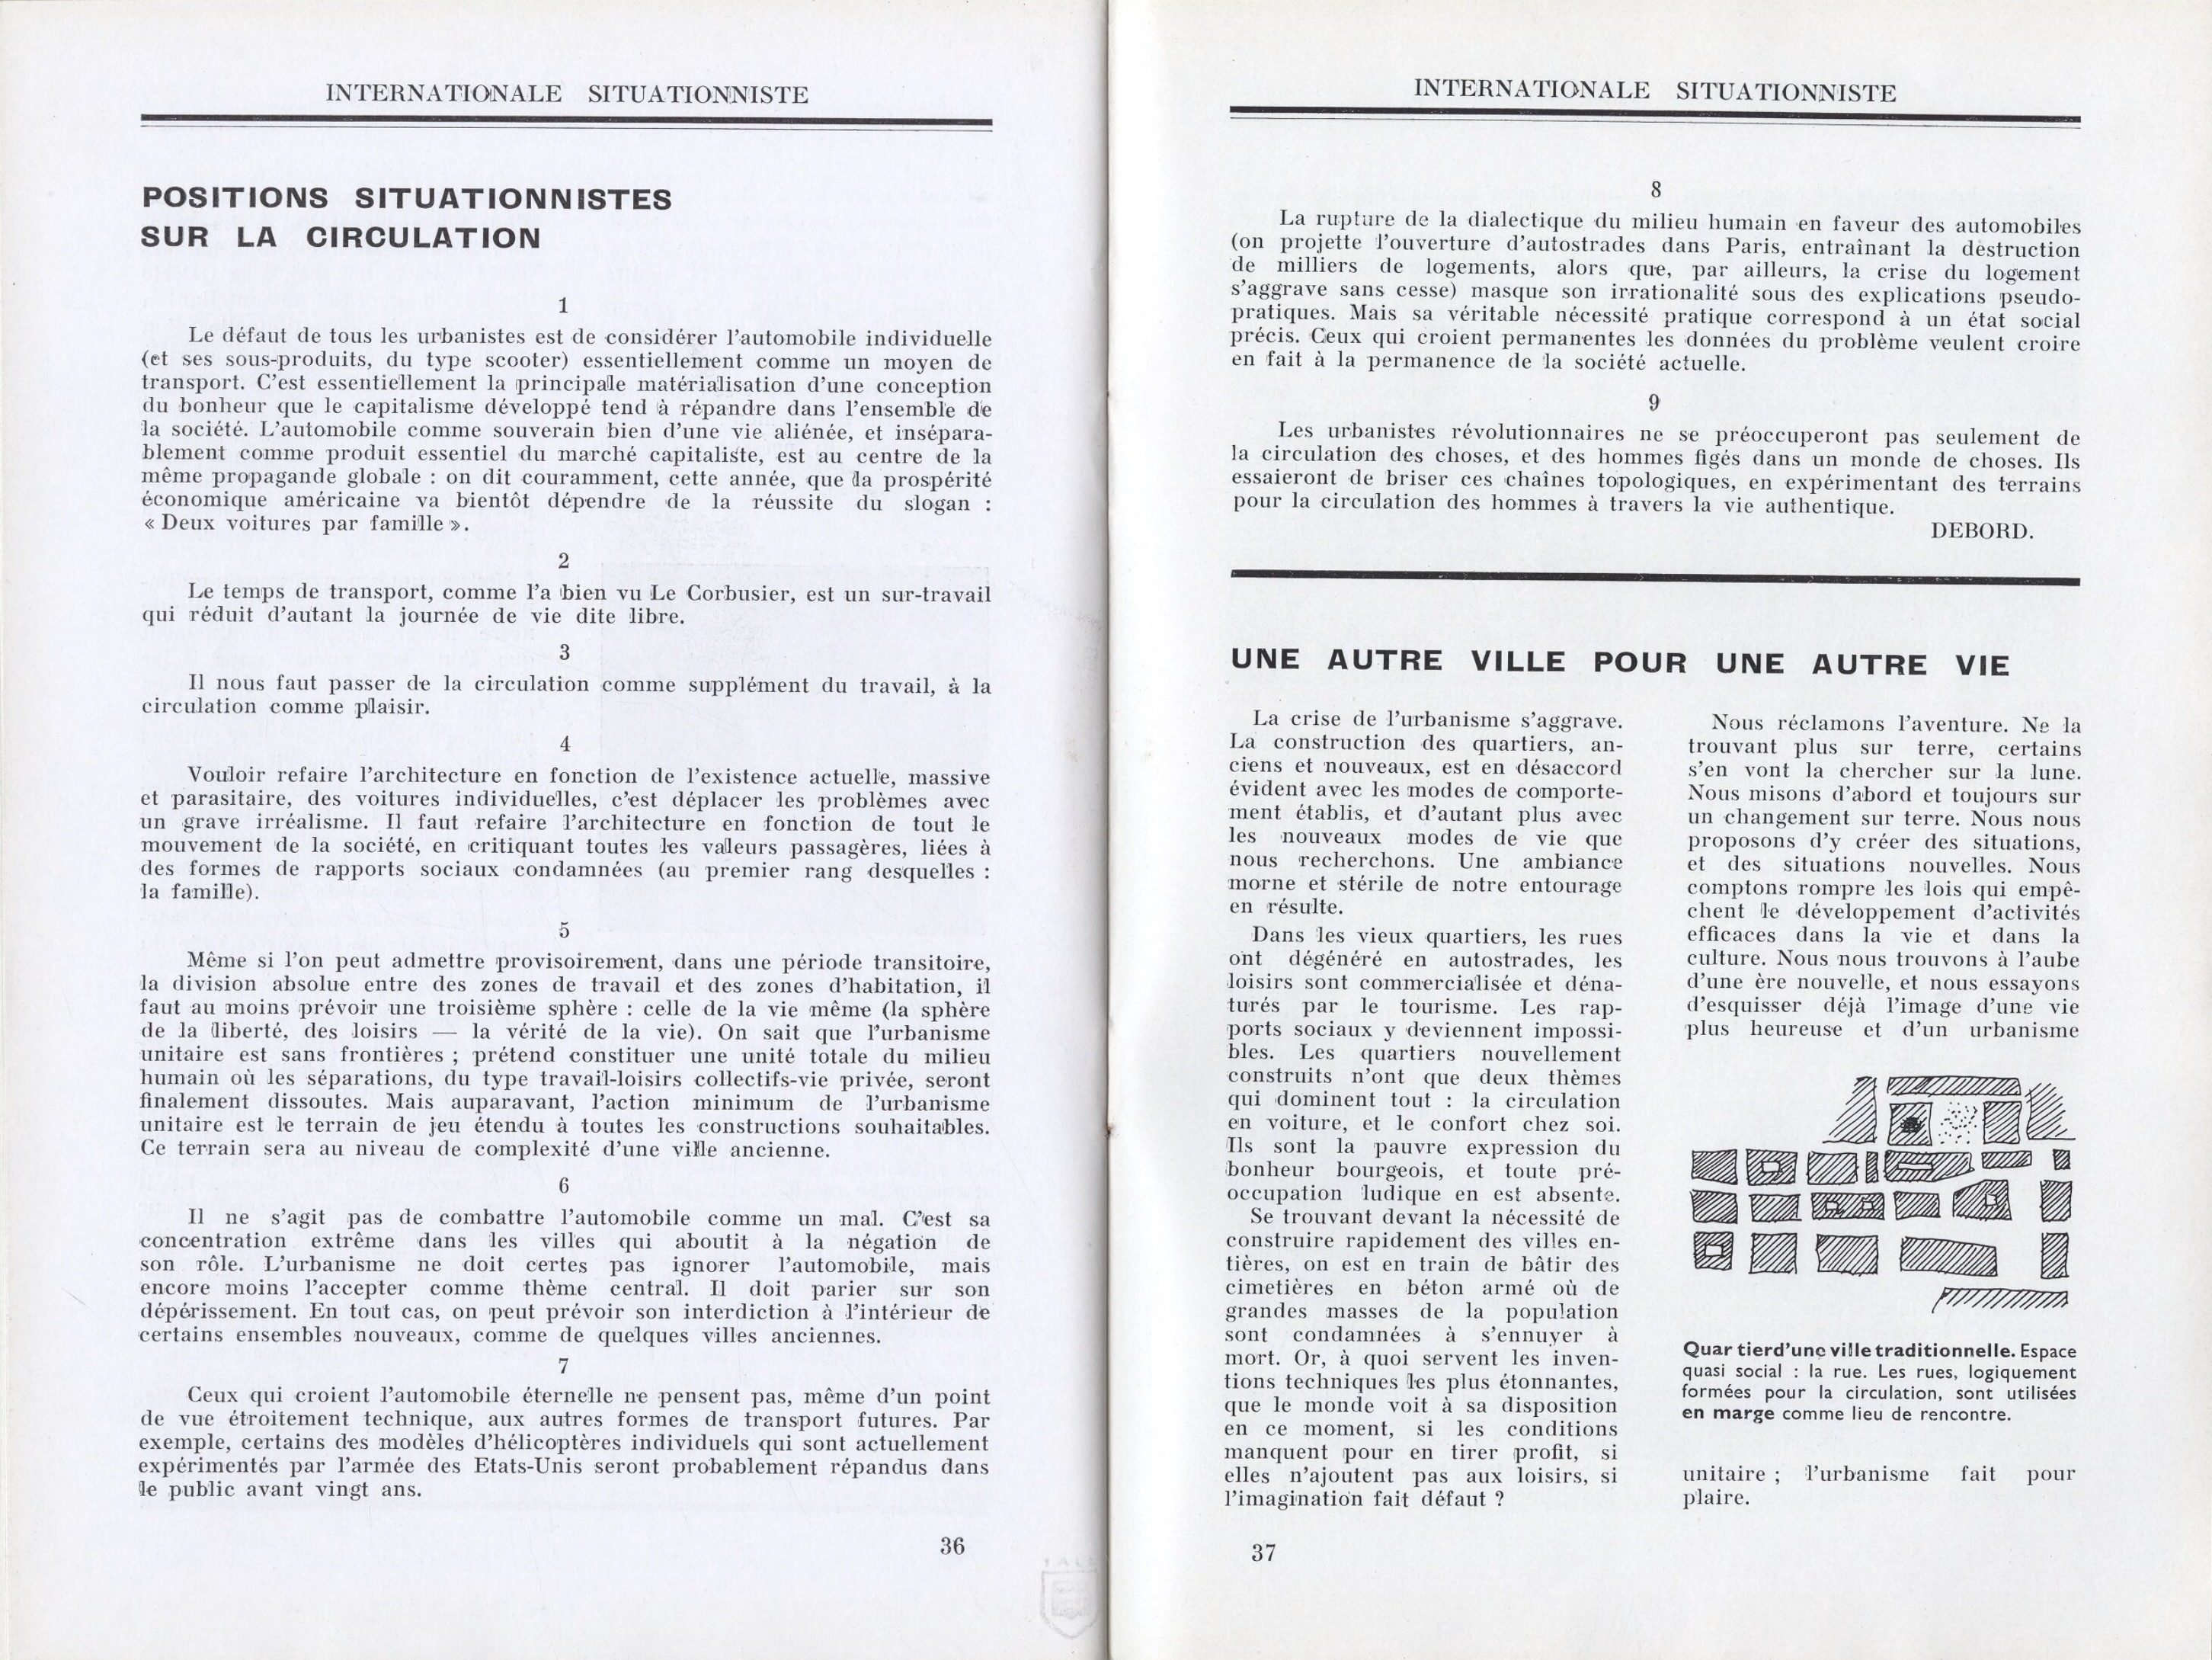 INTERNATIONALE SITUATIONNISTE
POSITIONS SITUATIONNISTES
SUR LA CIRCULATION
1
Le défaut de tous les urbanistes est de considérer l'automobile individuelle
(et ses sous-produits, du type scooter) essentiellement comme un moyen de
transport. C'est essentiellement la principale matérialisation d'une conception
du bonheur que le capitalisme développé tend à répandre dans l'ensemble de
la société. L'automobile comme souverain bien d'une vie aliénée, et insépara-
blement comme produit essentiel du marché capitaliste, est au centre de la
même propagande globale : on dit couramment, cette année, que la prospérité
économique américaine va bientôt dépendre de la réussite du slogan :
« Deux voitures par famille ».
2
Le temps de transport, comme l'a bien vu Le Corbusier, est un sur-travail
qui réduit d'autant la journée de vie dite libre.
3
Il nous faut passer de la circulation comme supplément du travail, à la
circulation comme plaisir.
4
Vouloir refaire l'architecture en fonction de l'existence actuelle, massive
et parasitaire, des voitures individuelles, c'est déplacer les problèmes avec
un grave irréalisme. Il faut refaire l'architecture en fonction de tout le
mouvement de la société, en critiquant toutes les valeurs passagères, liées à
des formes de rapports sociaux condamnées (au premier rang desquelles :
la famille).
5
Même si l'on peut admettre provisoirement, dans une période transitoire,
la division absolue entre des zones de travail et des zones d'habitation, il
faut au moins prévoir une troisième sphère : celle de la vie même (la sphère
de la liberté, des loisirs — la vérité de la vie). On sait que l'urbanisme
unitaire est sans frontières ; prétend constituer une unité totale du milieu
humain où les séparations, du type travail-loisirs collectifs-vie privée, seront
finalement dissoutes. Mais auparavant, l'action minimum de l'urbanisme
unitaire est le terrain de jeu étendu à toutes les constructions souhaitables.
Ce terrain sera au niveau de complexité d'une ville ancienne.
6
Il ne s'agit pas de combattre l'automobile comme un mal. C'est sa
concentration extrême dans les villes qui aboutit à la négation de
son rôle. L'urbanisme ne doit certes pas ignorer l'automobile, mais
encore moins l'accepter comme thème central. Il doit parier sur son
dépérissement. En tout cas, on peut prévoir son interdiction à l'intérieur de
certains ensembles nouveaux, comme de quelques villes anciennes.
7
Ceux qui croient l'automobile éternelle ne pensent pas, même d'un point
de vue étroitement technique, aux autres formes de transport futures. Par
exemple, certains des modèles d'hélicoptères individuels qui sont actuellement
expérimentés par l'armée des Etats-Unis seront probablement répandus dans
le public avant vingt ans.
36
INTERNATIONALE SITUATIONNISTE
8
La rupture de la dialectique du milieu humain en faveur des automobiles
(on projette l'ouverture d'autostrades dans Paris, entraînant la destruction
de milliers de logements, alors que, par ailleurs, la crise du logement
s'aggrave sans cesse) masque son irrationalité sous des explications pseudo-
pratiques. Mais sa véritable nécessité pratique correspond à un état social
précis. Ceux qui croient permanentes les données du problème veulent croire
en fait à la permanence de la société actuelle.
9
Les urbanistes révolutionnaires ne se préoccuperont pas seulement de
la circulation des choses, et des hommes figés dans un monde de choses. Ils
essaieront de briser ces chaînes topologiques, en expérimentant des terrains
pour la circulation des hommes à travers la vie authentique.
DEBORD.
UNE AUTRE VILLE POUR UNE AUTRE VIE
La crise de l'urbanisme s'aggrave.
La construction des quartiers, an-
ciens et nouveaux, est en désaccord
évident avec les modes de comporte-
ment établis, et d'autant plus avec
les nouveaux modes de vie que
nous recherchons. Une ambiance
morne et stérile de notre entourage
en résulte.
Dans les vieux quartiers, les rues
ont dégénéré en autostrades, les
loisirs sont commercialisée et déna-
turés par le tourisme. Les rap-
ports sociaux y deviennent impossi-
bles. Les quartiers nouvellement
construits n'ont que deux thèmes
qui dominent tout : la circulation
en voiture, et le confort chez soi.
Ils sont la pauvre expression du
bonheur bourgeois, et toute pré-
occupation ludique en est absente.
Se trouvant devant la nécessité de
construire rapidement des villes en-
tières, on est en train de bâtir des
cimetières en béton armé où de
grandes masses de la population
sont condamnées à s'ennuyer à
mort. Or, à quoi servent les inven-
tions techniques les plus étonnantes,
que le monde voit à sa disposition
en ce moment, si les conditions
manquent pour en tirer profit, si
elles n'ajoutent pas aux loisirs, si
l'imagination fait défaut ?
Nous réclamons l'aventure. Ne la
trouvant plus sur terre, certains
s'en vont la chercher sur la lune.
Nous misons d'abord et toujours sur
un changement sur terre. Nous nous
proposons d'y créer des situations,
et des situations nouvelles. Nous
comptons rompre les lois qui empê-
chent le développement d'activités
efficaces dans la vie et dans la
culture. Nous nous trouvons à l'aube
d'une ère nouvelle, et nous essayons
d'esquisser déjà l'image d'une vie
plus heureuse et d'un urbanisme
Quar tierd'une ville traditionnelle. Espace
quasi social : la rue. Les rues, logiquement
formées pour la circulation, sont utilisées
en marge comme lieu de rencontre.
unitaire ; l'urbanisme fait pour
plaire.
37